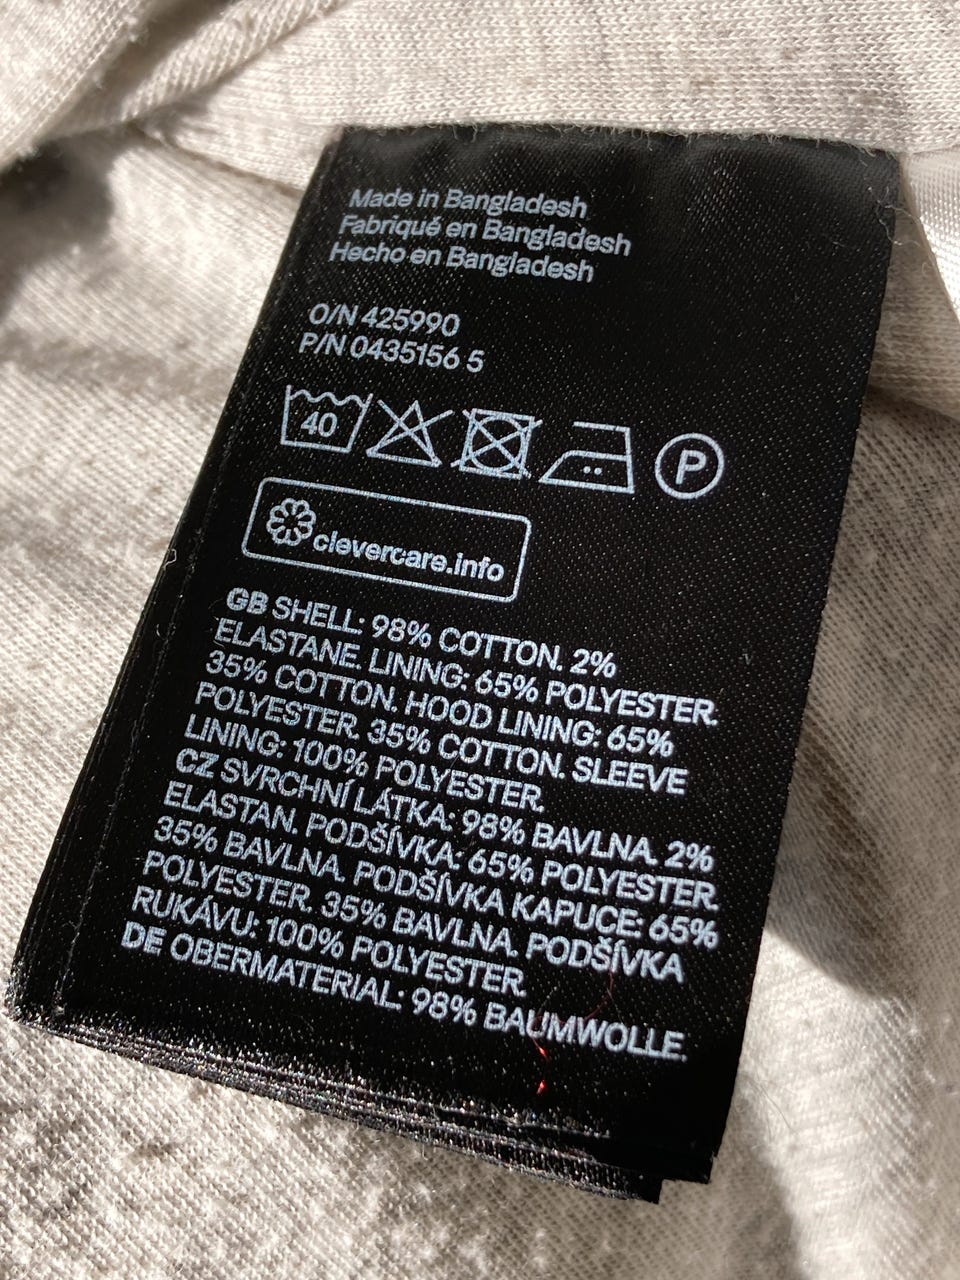 Made in Bangladesh
Fabriqué en Bangladesh
Hecho en Bangladesh
O/N 425990
P/N 0435156 5
40
P
clevercare.info
GB SHELL: 98% COTTON. 2%
ELASTANE. LINING: 65% POLYESTER.
35% COTTON. HOOD LINING: 65%
POLYESTER. 35% COTTON. SLEEVE
LINING: 100% POLYESTER.
CZ SVRCHNÍ LÁTKA: 98% BAVLNA. 2%
ELASTAN. PODŠÍVKA: 65% POLYESTER.
35% BAVLNA. PODŠÍVKA KAPUCE: 65%
POLYESTER. 35% BAVLNA. PODŠÍVKA
RUKÁVU: 100% POLYESTER.
DE OBERMATERIAL: 98% BAUMWOLLE.